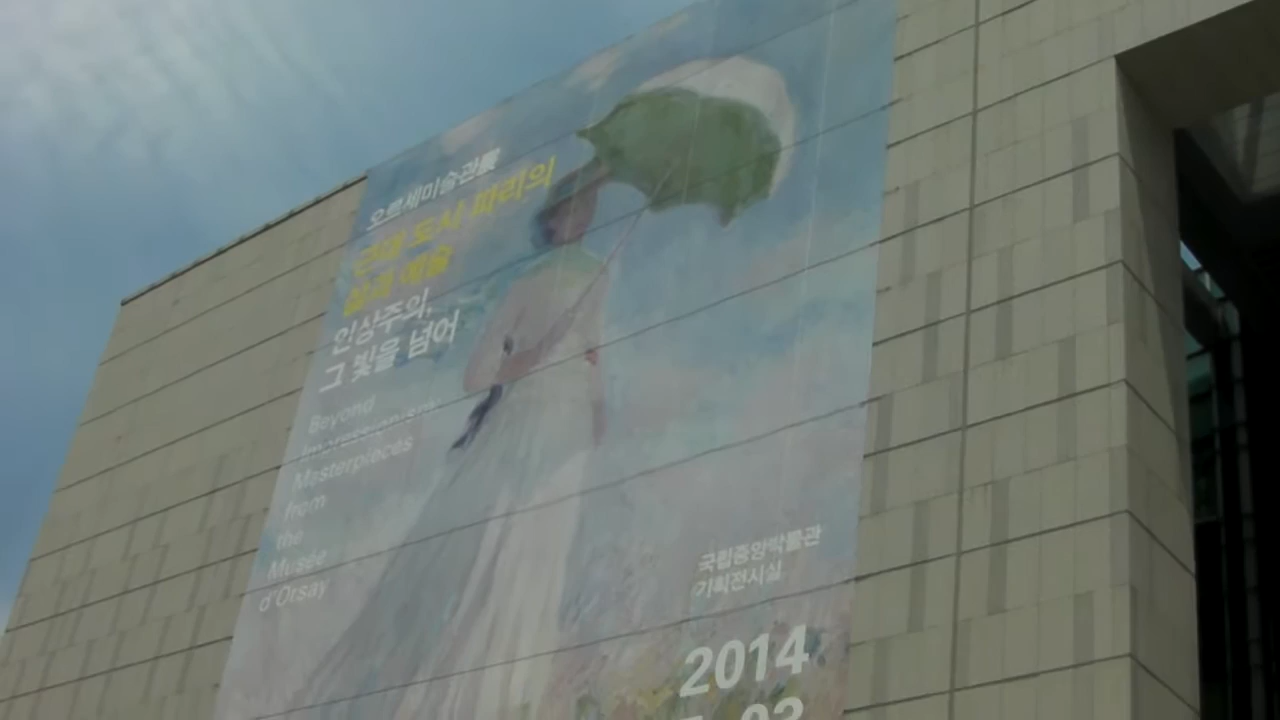 오르세미술관展
근대 도시 파리의
삶과 예술
인상주의,
그 빛을 넘어
Beyond
Impressionism
Masterpieces
from
the
Musée
d'Orsay
국립중앙박물관
기획전시실
2014
03